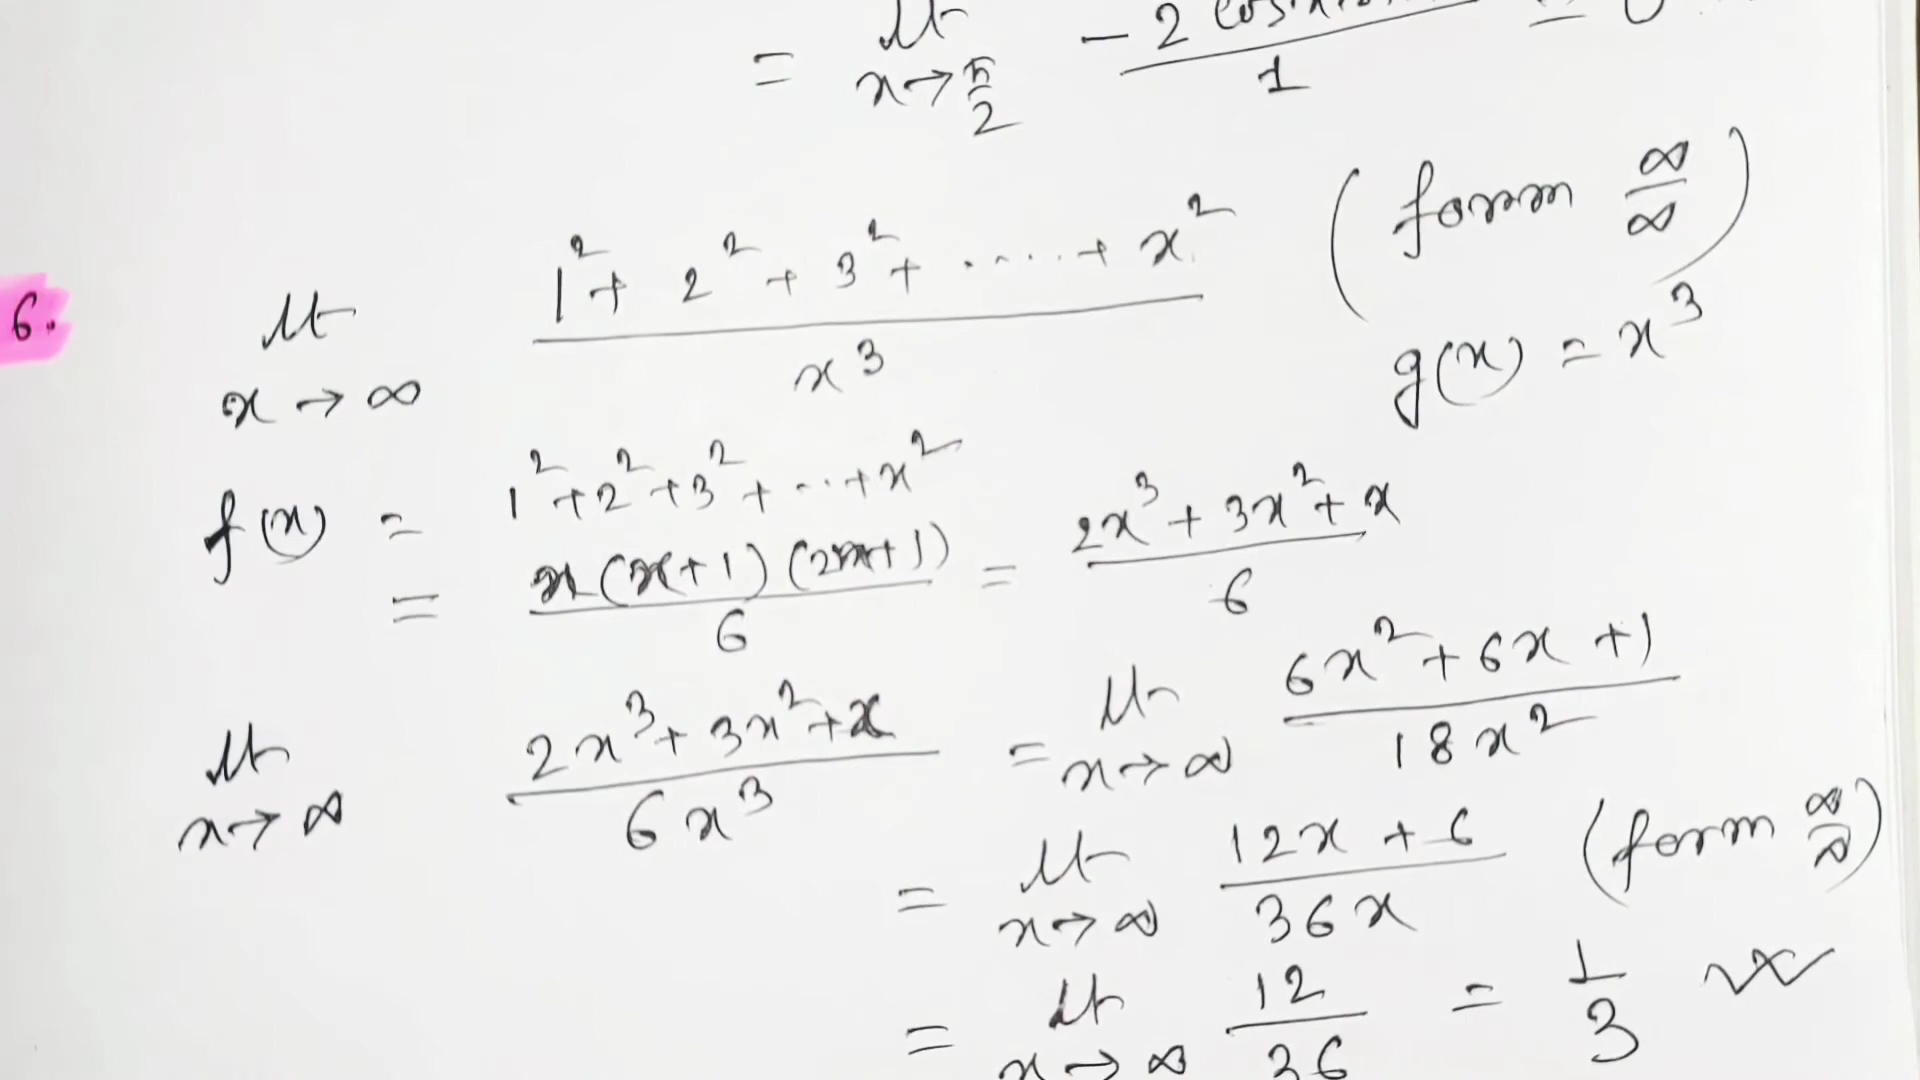 = lt x→π/2 -2 cos x / 1 = 0
6. lt x→∞ (1² + 2² + 3² + ..... + x²) / x³ (form ∞/∞)
g(x) = x³
f(x) = 1² + 2² + 3² + ... + x²
= x(x+1)(2x+1) / 6 = (2x³ + 3x² + x) / 6
lt x→∞ (2x³ + 3x² + x) / 6x³ = lt x→∞ (6x² + 6x + 1) / 18x²
= lt x→∞ (12x + 6) / 36x (form ∞/∞)
= lt x→∞ 12/36 = 1/3